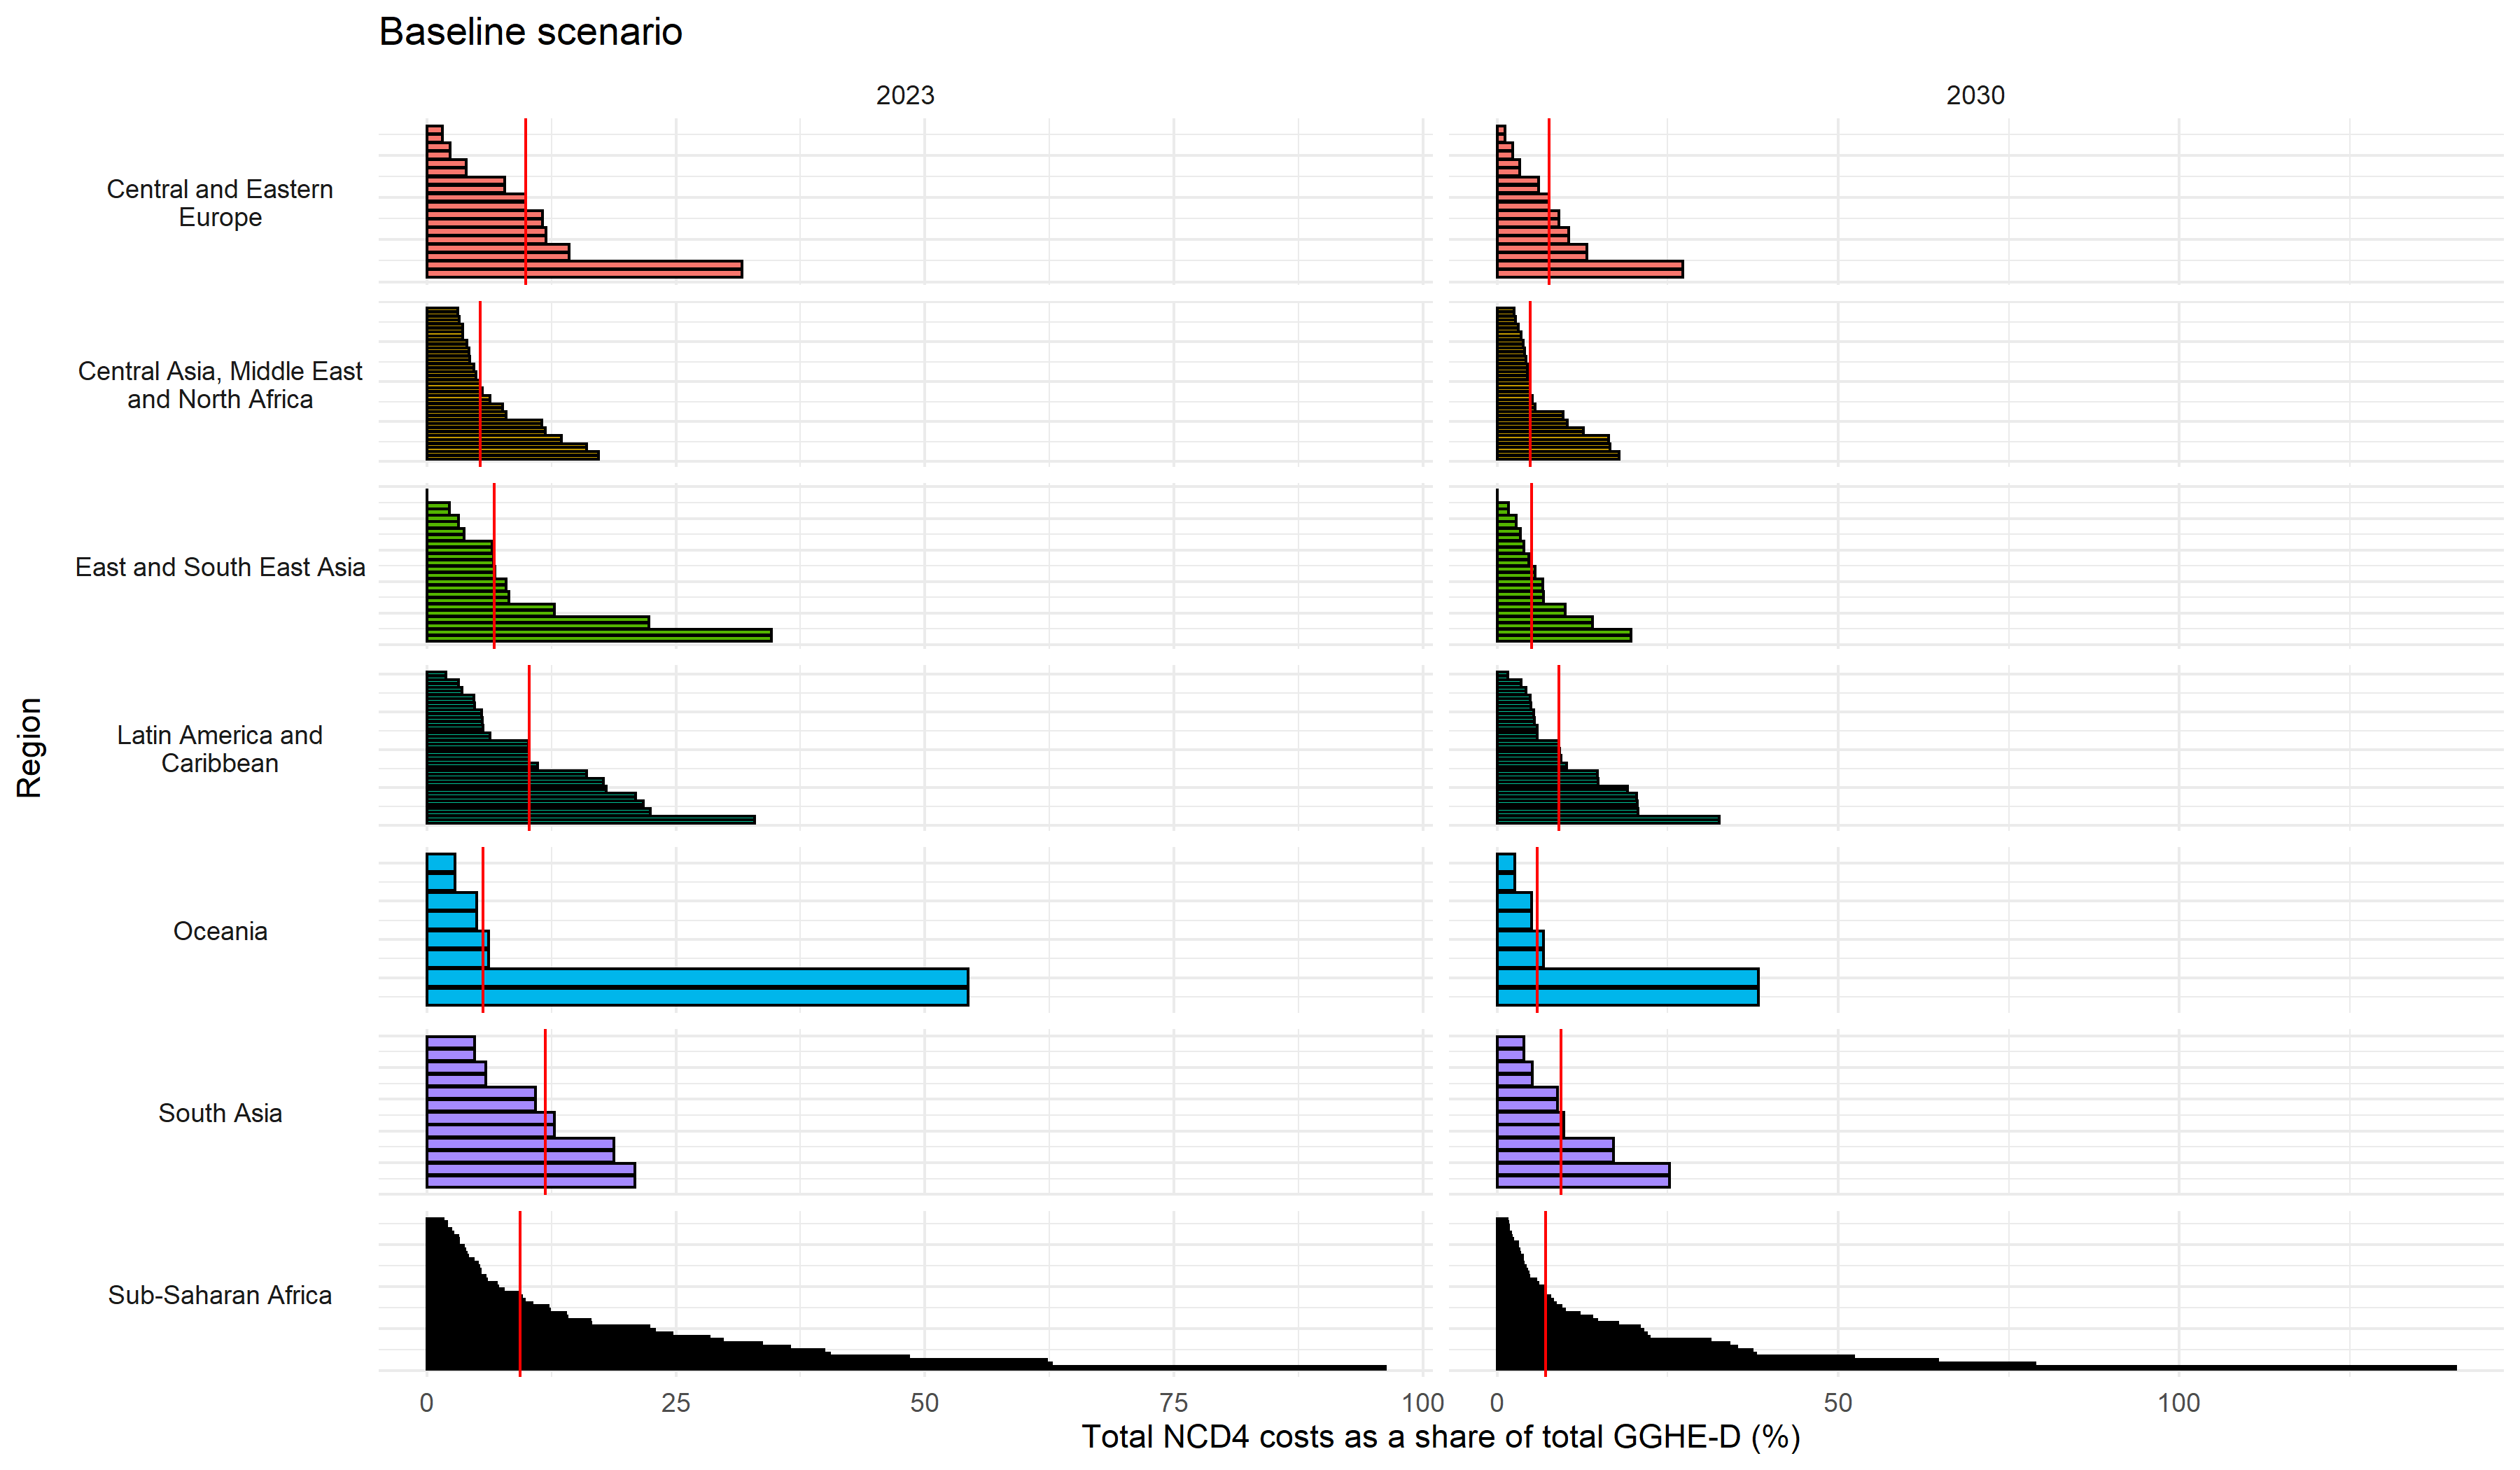 Baseline scenario
2023
2030
Central and Eastern
Europe
Central Asia, Middle East
and North Africa
East and South East Asia
Latin America and
Caribbean
Oceania
South Asia
Sub-Saharan Africa
Region
0 25 50 75 100
0 50 100
Total NCD4 costs as a share of total GGHE-D (%)